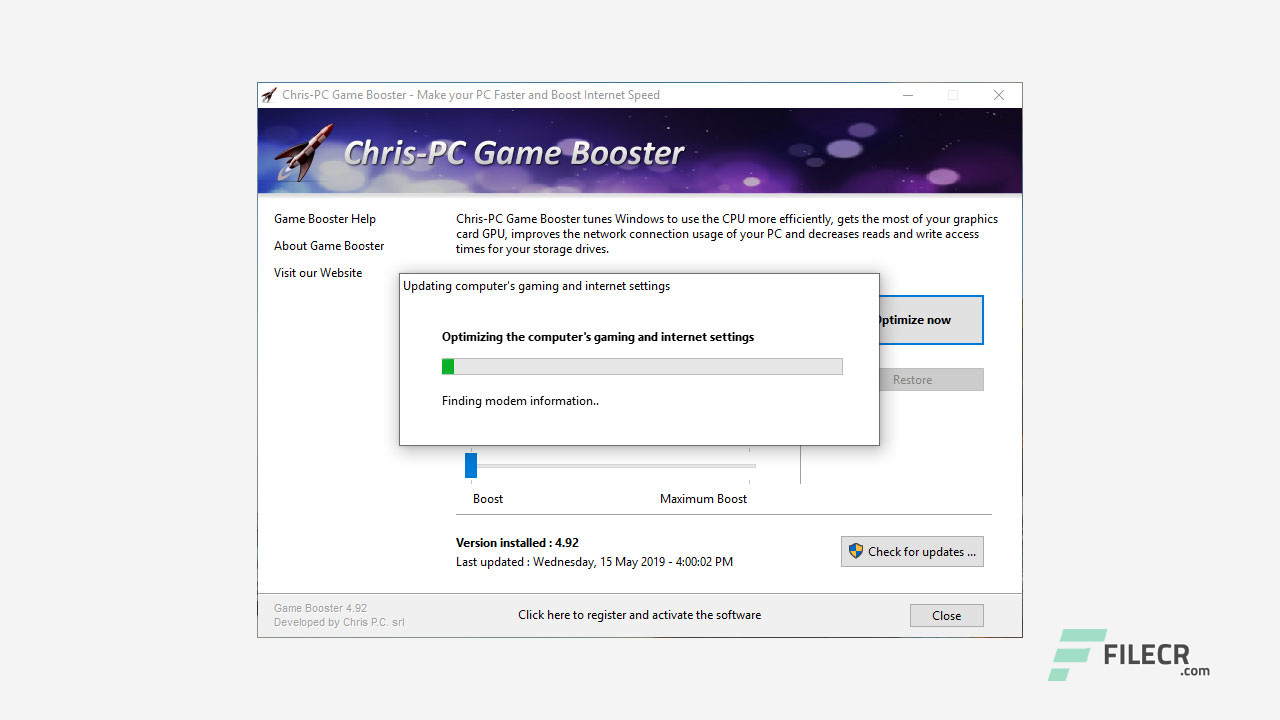 Chris-PC Game Booster - Make your PC Faster and Boost Internet Speed
Chris-PC Game Booster
Game Booster Help
About Game Booster
Visit our Website
Chris-PC Game Booster tunes Windows to use the CPU more efficiently, gets the most of your graphics
card GPU, improves the network connection usage of your PC and decreases reads and write access
times for your storage drives.
Updating computer's gaming and internet settings
Optimizing the computer's gaming and internet settings
Finding modem information..
Optimize now
Restore
Boost
Maximum Boost
Version installed : 4.92
Last updated : Wednesday, 15 May 2019 - 4:00:02 PM
Check for updates ...
Game Booster 4.92
Developed by Chris P.C. srl
Click here to register and activate the software
Close
FILECR
.com